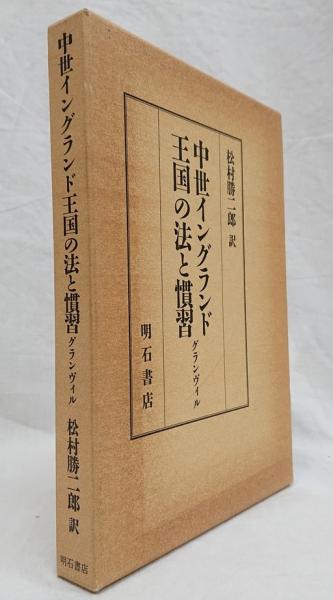 中世イングランド王国の法と慣習 グランヴィル 松村勝二郎 訳
明石書店
松村勝二郎 訳
中世イングランド
王国の法と慣習 グランヴィル
明石書店